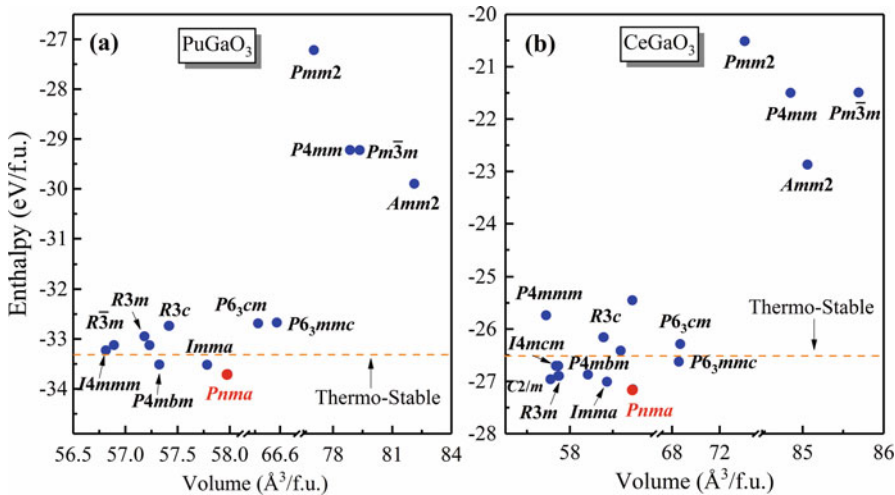 (a) PuGaO₃
Enthalpy (eV/f.u.)
-27
-28
-29
-30
-31
-32
-33
-34
Pmm2
P4mm Pm3̅m
Amm2
R3̅m R3m R3c P6₃cm
P6₃mmc
Imma
I4mmm
P4mbm
Pnma
Thermo-Stable
56.5 57.0 57.5 58.0 66.6 78 81 84
Volume (Å³/f.u.)
(b) CeGaO₃
-20
-21
-22
-23
-24
-25
-26
-27
-28
Pmm2
P4mm Pm3̅m
Amm2
P4mmm
Thermo-Stable
R3c P6₃cm
I4mcm
P4mbm P6₃mmc
C2/m
R3m Imma Pnma
58 68 72 85 86
Volume (Å³/f.u.)